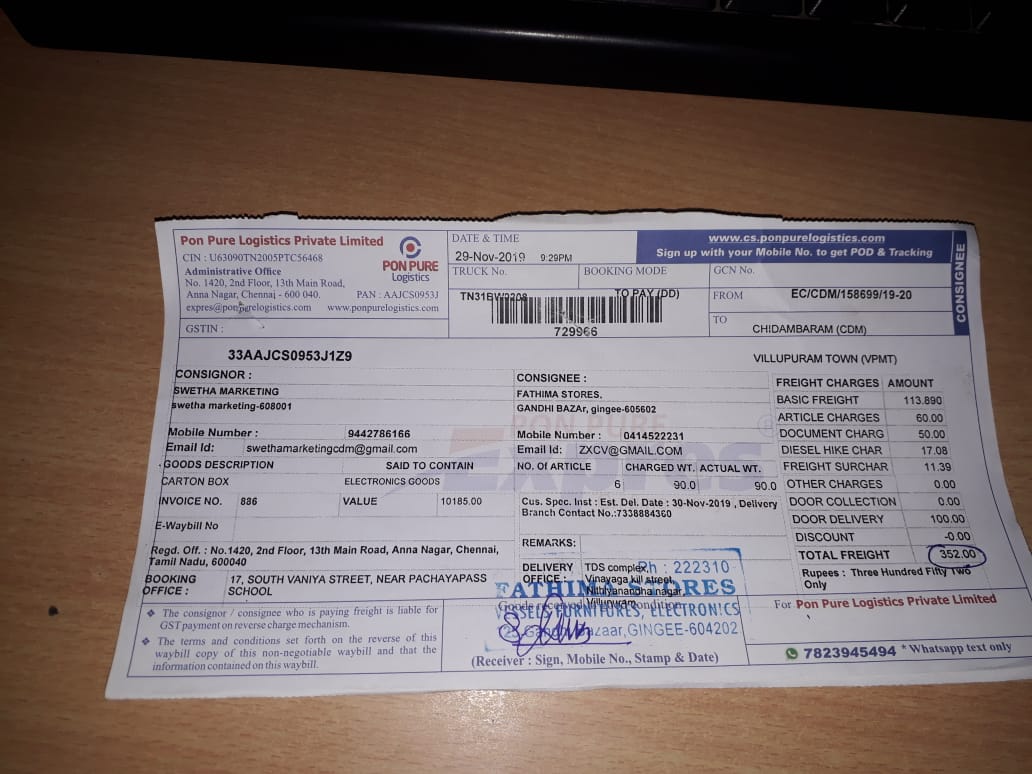 Pon Pure Logistics Private Limited
CIN : U63090TN2005PTC56468
Administrative Office
No. 1420, 2nd Floor, 13th Main Road,
Anna Nagar, Chennai - 600 040.
PAN : AAJCS0953J
expres@ponpurelogistics.com www.ponpurelogistics.com
PON PURE
Logistics
GSTIN :
33AAJCS0953J1Z9
DATE & TIME
29-Nov-2019 9:29PM
TRUCK No.
BOOKING MODE
TO PAY (DD)
729966
www.cs.ponpurelogistics.com
Sign up with your Mobile No. to get POD & Tracking
GCN No.
FROM EC/CDM/158699/19-20
TO CHIDAMBARAM (CDM)
VILLUPURAM TOWN (VPMT)
CONSIGNEE
CONSIGNOR :
SWETHA MARKETING
swetha marketing-608001
Mobile Number : 9442786166
Email Id: swethamarketingcdm@gmail.com
CONSIGNEE :
FATHIMA STORES,
GANDHI BAZAr, gingee-605602
PON PURE
Expres
Mobile Number : 0414522231
Email Id: ZXCV@GMAIL.COM
GOODS DESCRIPTION SAID TO CONTAIN
CARTON BOX ELECTRONICS GOODS
NO. OF ARTICLE CHARGED WT. ACTUAL WT.
6 90.0 90.0
INVOICE NO. 886 VALUE 10185.00
E-Waybill No
Cus. Spec. Inst : Est. Del. Date : 30-Nov-2019 , Delivery
Branch Contact No.:7338884360
REMARKS:
Regd. Off. : No.1420, 2nd Floor, 13th Main Road, Anna Nagar, Chennai,
Tamil Nadu, 600040
BOOKING OFFICE : 17, SOUTH VANIYA STREET, NEAR PACHAYAPASS
SCHOOL
DELIVERY OFFICE : TDS complex,
Vinayaga kill street,
Nithiyanandha nagar,
Villupuram
Ph : 222310
FATHIMA STORES
VESSELS FURNITURES, ELECTRONICS
Gandhi Bazaar, GINGEE-604202
Goods received in condition
(Receiver : Sign, Mobile No., Stamp & Date)
FREIGHT CHARGES AMOUNT
BASIC FREIGHT 113.890
ARTICLE CHARGES 60.00
DOCUMENT CHARG 50.00
DIESEL HIKE CHAR 17.08
FREIGHT SURCHAR 11.39
OTHER CHARGES 0.00
DOOR COLLECTION 0.00
DOOR DELIVERY 100.00
DISCOUNT -0.00
TOTAL FREIGHT 352.00
Rupees : Three Hundred Fifty Two
Only
For Pon Pure Logistics Private Limited
7823945494 * Whatsapp text only
❖ The consignor / consignee who is paying freight is liable for
GST payment on reverse charge mechanism.
❖ The terms and conditions set forth on the reverse of this
waybill copy of this non-negotiable waybill and that the
information contained on this waybill.